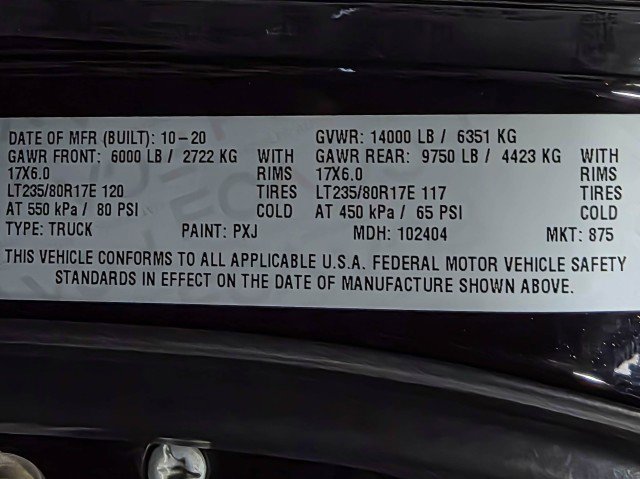 DATE OF MFR (BUILT): 10-20 GVWR: 14000 LB / 6351 KG
GAWR FRONT: 6000 LB / 2722 KG WITH GAWR REAR: 9750 LB / 4423 KG WITH
17X6.0 RIMS 17X6.0 RIMS
LT235/80R17E 120 TIRES LT235/80R17E 117 TIRES
AT 550 kPa / 80 PSI COLD AT 450 kPa / 65 PSI COLD
TYPE: TRUCK PAINT: PXJ MDH: 102404 MKT: 875
THIS VEHICLE CONFORMS TO ALL APPLICABLE U.S.A. FEDERAL MOTOR VEHICLE SAFETY
STANDARDS IN EFFECT ON THE DATE OF MANUFACTURE SHOWN ABOVE.